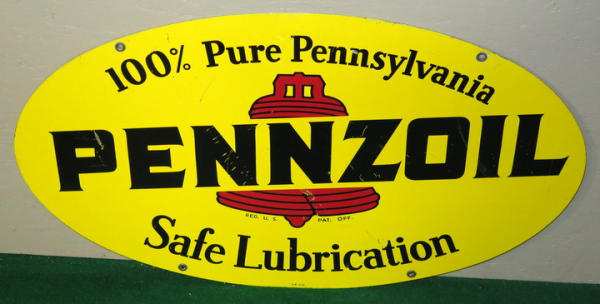 100% Pure Pennsylvania
PENNZOIL
REG. U. S. PAT. OFF.
Safe Lubrication